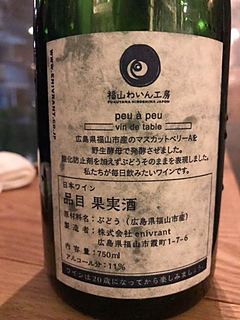 福山わいん工房
FUKUYAMA HIROSHIMA JAPON
peu à peu
vin de table
広島県福山市産のマスカットベリーAを
野生酵母で発酵させました。
酸化防止剤を加えずぶどうそのままを表現しました。
私たちが毎日飲みたいワインです。
日本ワイン
品目 果実酒
原材料名：ぶどう（広島県福山市産）
製造者：株式会社 enivrant
広島県福山市霞町1-7-6
内容量：750ml
アルコール分：11%
ワインは20歳になってから楽しみましょう
WWW.ENIVRANT.CO.JP